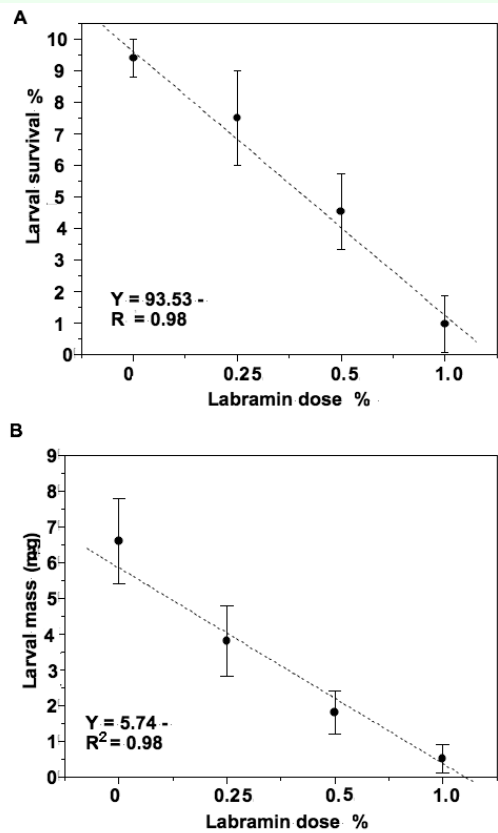 A
10
9
8
7
6
5
4
3
2
1
0
Larval survival %
Y = 93.53 -
R = 0.98
0 0.25 0.5 1.0
Labramin dose %
B
9
8
7
6
5
4
3
2
1
0
Larval mass (mg)
Y = 5.74 -
R2 = 0.98
0 0.25 0.5 1.0
Labramin dose %